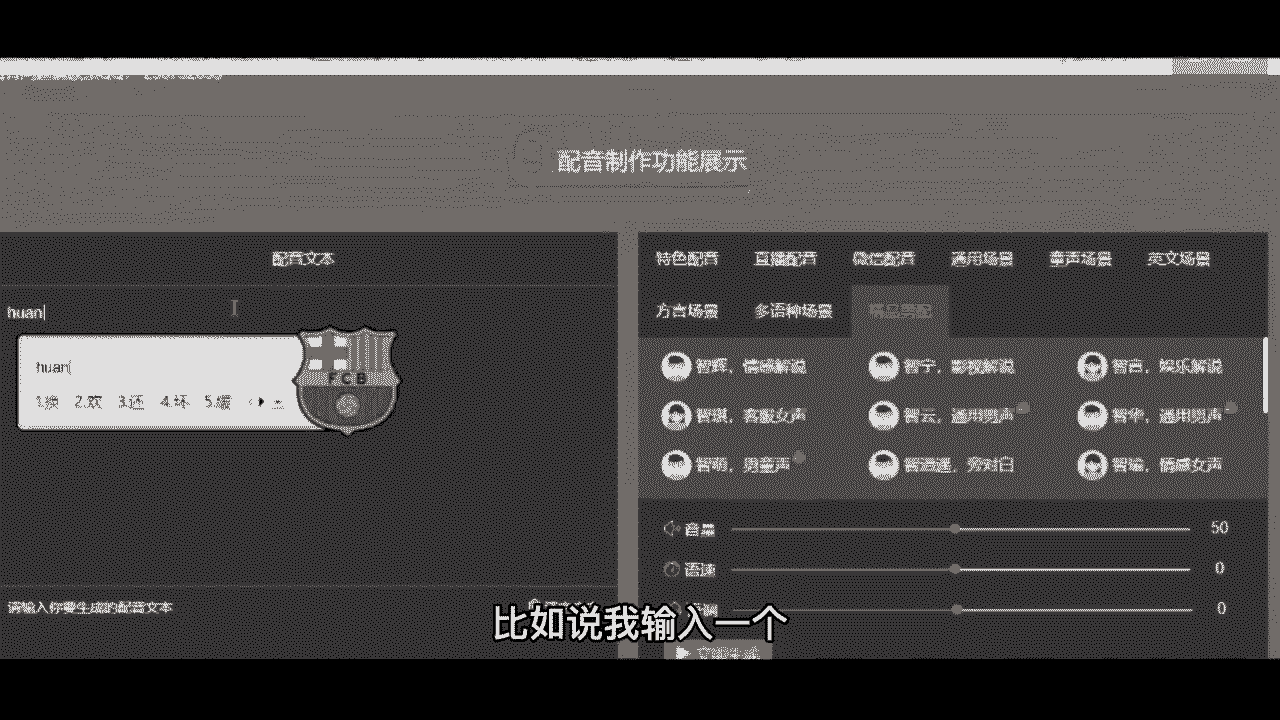 配音制作功能展示
配音文本
特色配音 直播配音 微信配音 通用场景 童声场景 英文场景
huan
方言场景 多语种场景 精品赛配
huan
1.换 2.欢 3.还 4.坏 5.缓
FCB
智辉，情感解说 智宁，影视解说 智言，娱乐解说
智琪，客服女声 智云，通用男声 智华，通用男声
智萌，男童声 智逍遥，旁对白 智瑜，情感女声
音量 50
语速 0
0
请输入你要生成的配音文本
比如说我输入一个